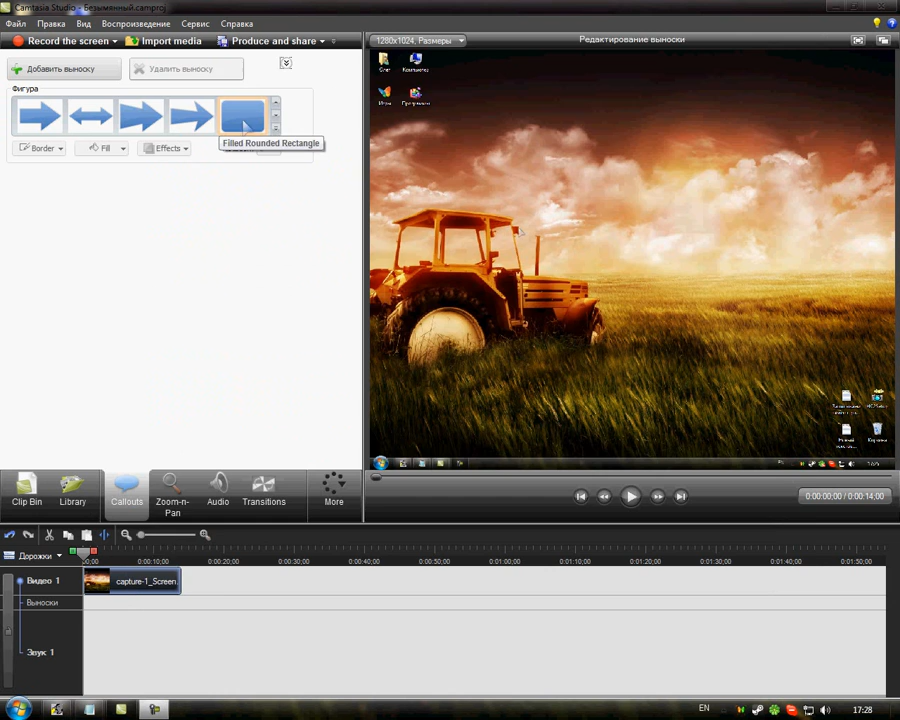 Camtasia Studio - Безымянный.camproj
Файл Правка Вид Воспроизведение Сервис Справка
Record the screen Import media Produce and share
1280x1024, Размеры
Редактирование выноски
Добавить выноску
Удалить выноску
Фигура
Filled Rounded Rectangle
Border Fill Effects
Компьютер
Clip Bin Library Callouts Zoom-n-Pan Audio Transitions More
0:00:00;00 / 0:00:14;00
Дорожки
0:00:10;00 0:00:20;00 0:00:30;00 0:00:40;00 0:00:50;00 0:01:00;00 0:01:10;00 0:01:20;00 0:01:30;00 0:01:40;00 0:01:50;00
Видео 1
capture-1_Screen
Выноски
Звук 1
EN
17:28